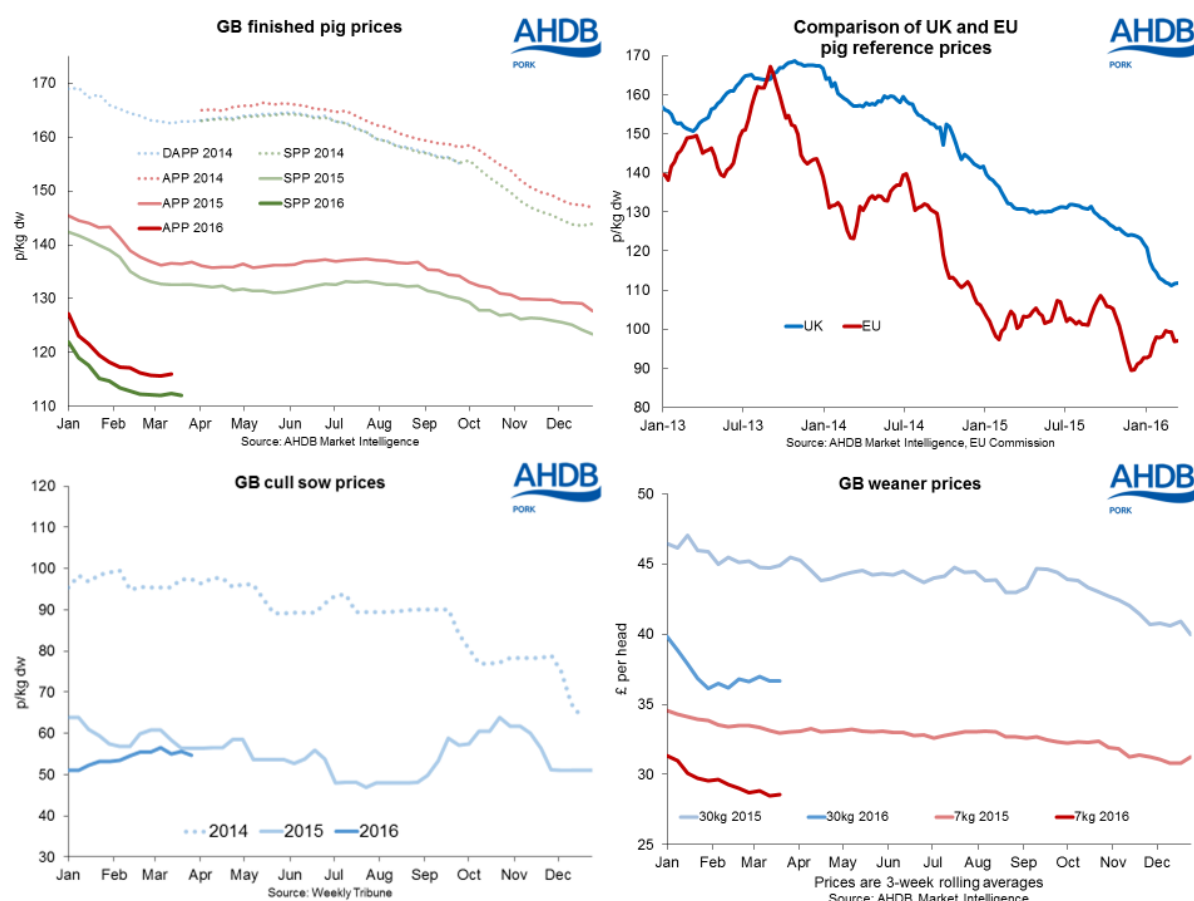 GB finished pig prices
AHDB
PORK
p/kg dw
170
160
150
140
130
120
110
DAPP 2014
SPP 2014
APP 2014
SPP 2015
APP 2015
SPP 2016
APP 2016
Jan Feb Mar Apr May Jun Jul Aug Sep Oct Nov Dec
Source: AHDB Market Intelligence
Comparison of UK and EU
pig reference prices
AHDB
PORK
p/kg dw
170
160
150
140
130
120
110
100
90
80
UK EU
Jan-13 Jul-13 Jan-14 Jul-14 Jan-15 Jul-15 Jan-16
Source: AHDB Market Intelligence, EU Commission
GB cull sow prices
AHDB
PORK
p/kg dw
120
110
100
90
80
70
60
50
40
30
2014 2015 2016
Jan Feb Mar Apr May Jun Jul Aug Sep Oct Nov Dec
Source: Weekly Tribune
GB weaner prices
AHDB
PORK
£ per head
50
45
40
35
30
25
30kg 2015 30kg 2016 7kg 2015 7kg 2016
Jan Feb Mar Apr May Jun Jul Aug Sep Oct Nov Dec
Prices are 3-week rolling averages
Source: AHDB Market Intelligence